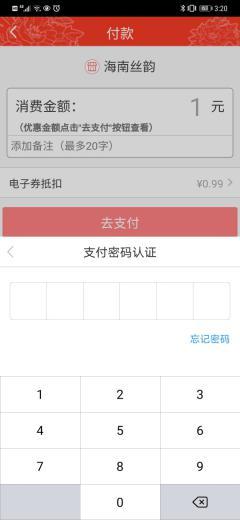 3:20
付款
海南丝韵
消费金额： 1 元
（优惠金额点击"去支付"按钮查看）
添加备注（最多20字）
电子券抵扣 ¥0.99
去支付
支付密码认证
忘记密码
1 2 3
4 5 6
7 8 9
0